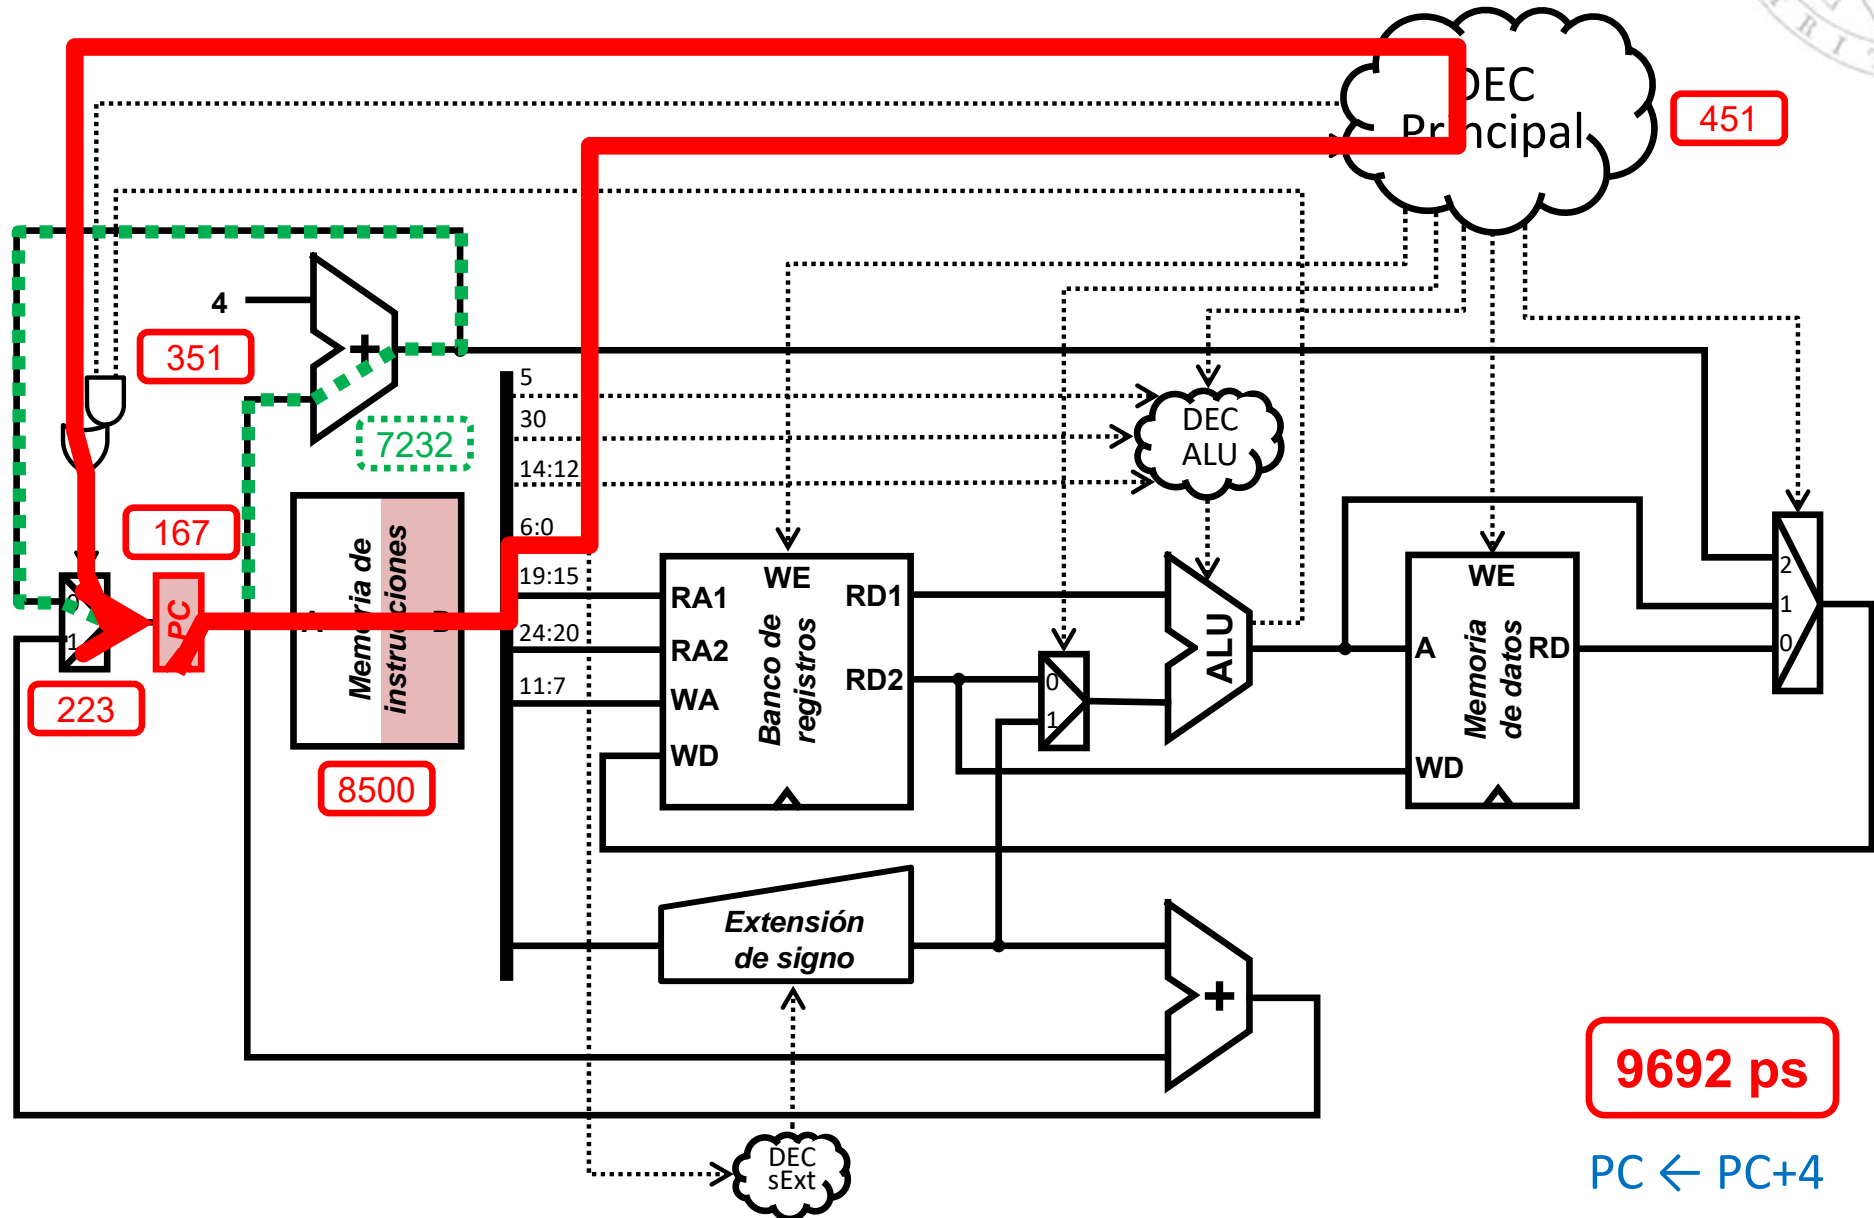 R I T
DEC
Principal
451
4
+
351
7232
5
30
14:12
6:0
19:15
24:20
11:7
DEC
ALU
167
PC
0
1
223
Memoria de
instrucciones
8500
WE
RA1
RA2
WA
WD
RD1
RD2
Banco de
registros
0
1
ALU
WE
A
RD
WD
Memoria
de datos
2
1
0
Extensión
de signo
+
DEC
sExt
9692 ps
PC ← PC+4